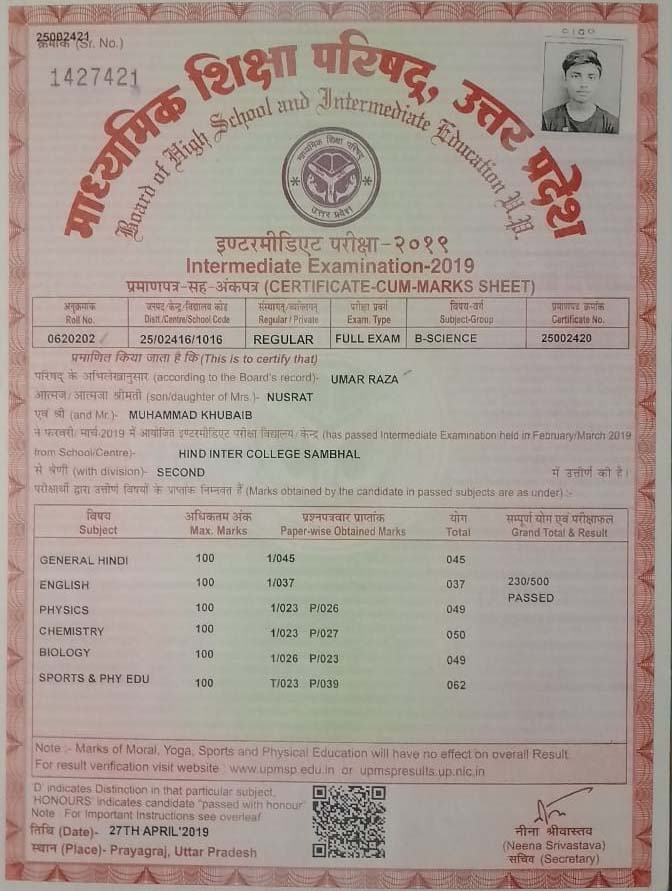 25002421
क्रमांक (Sr. No.)
1427421
माध्यमिक शिक्षा परिषद्, उत्तर प्रदेश
Board of High School and Intermediate Education U.P.
माध्यमिक शिक्षा परिषद्
उत्तर प्रदेश
इण्टरमीडिएट परीक्षा-२०१९
Intermediate Examination-2019
प्रमाणपत्र-सह-अंकपत्र (CERTIFICATE-CUM-MARKS SHEET)
अनुक्रमांक जनपद/केन्द्र/विद्यालय कोड संस्थागत/व्यक्तिगत परीक्षा प्रवर्ग विषय-वर्ग प्रमाणपत्र क्रमांक
Roll No. Distt./Centre/School Code Regular / Private Exam. Type Subject-Group Certificate No.
0620202 25/02416/1016 REGULAR FULL EXAM B-SCIENCE 25002420
प्रमाणित किया जाता है कि (This is to certify that)
परिषद् के अभिलेखानुसार (according to the Board's record)- UMAR RAZA
आत्मज/आत्मजा श्रीमती (son/daughter of Mrs.)- NUSRAT
एवं श्री (and Mr.)- MUHAMMAD KHUBAIB
ने फरवरी/मार्च-2019 में आयोजित इण्टरमीडिएट परीक्षा विद्यालय/केन्द्र (has passed Intermediate Examination held in February/March 2019
from School/Centre)- HIND INTER COLLEGE SAMBHAL
से श्रेणी (with division)- SECOND में उत्तीर्ण की है।
परीक्षार्थी द्वारा उत्तीर्ण विषयों के प्राप्तांक निम्नवत हैं (Marks obtained by the candidate in passed subjects are as under) :-
विषय अधिकतम अंक प्रश्नपत्रवार प्राप्तांक योग सम्पूर्ण योग एवं परीक्षाफल
Subject Max. Marks Paper-wise Obtained Marks Total Grand Total & Result
GENERAL HINDI 100 1/045 045
ENGLISH 100 1/037 037 230/500
PASSED
PHYSICS 100 1/023 P/026 049
CHEMISTRY 100 1/023 P/027 050
BIOLOGY 100 1/026 P/023 049
SPORTS & PHY EDU 100 T/023 P/039 062
Note :- Marks of Moral, Yoga, Sports and Physical Education will have no effect on overall Result.
For result verification visit website : www.upmsp.edu.in or upmspresults.up.nic.in
D' indicates Distinction in that particular subject,
HONOURS' indicates candidate "passed with honour"
Note : For Important Instructions see overleaf
तिथि (Date)- 27TH APRIL'2019
स्थान (Place)- Prayagraj, Uttar Pradesh
नीना श्रीवास्तव
(Neena Srivastava)
सचिव (Secretary)